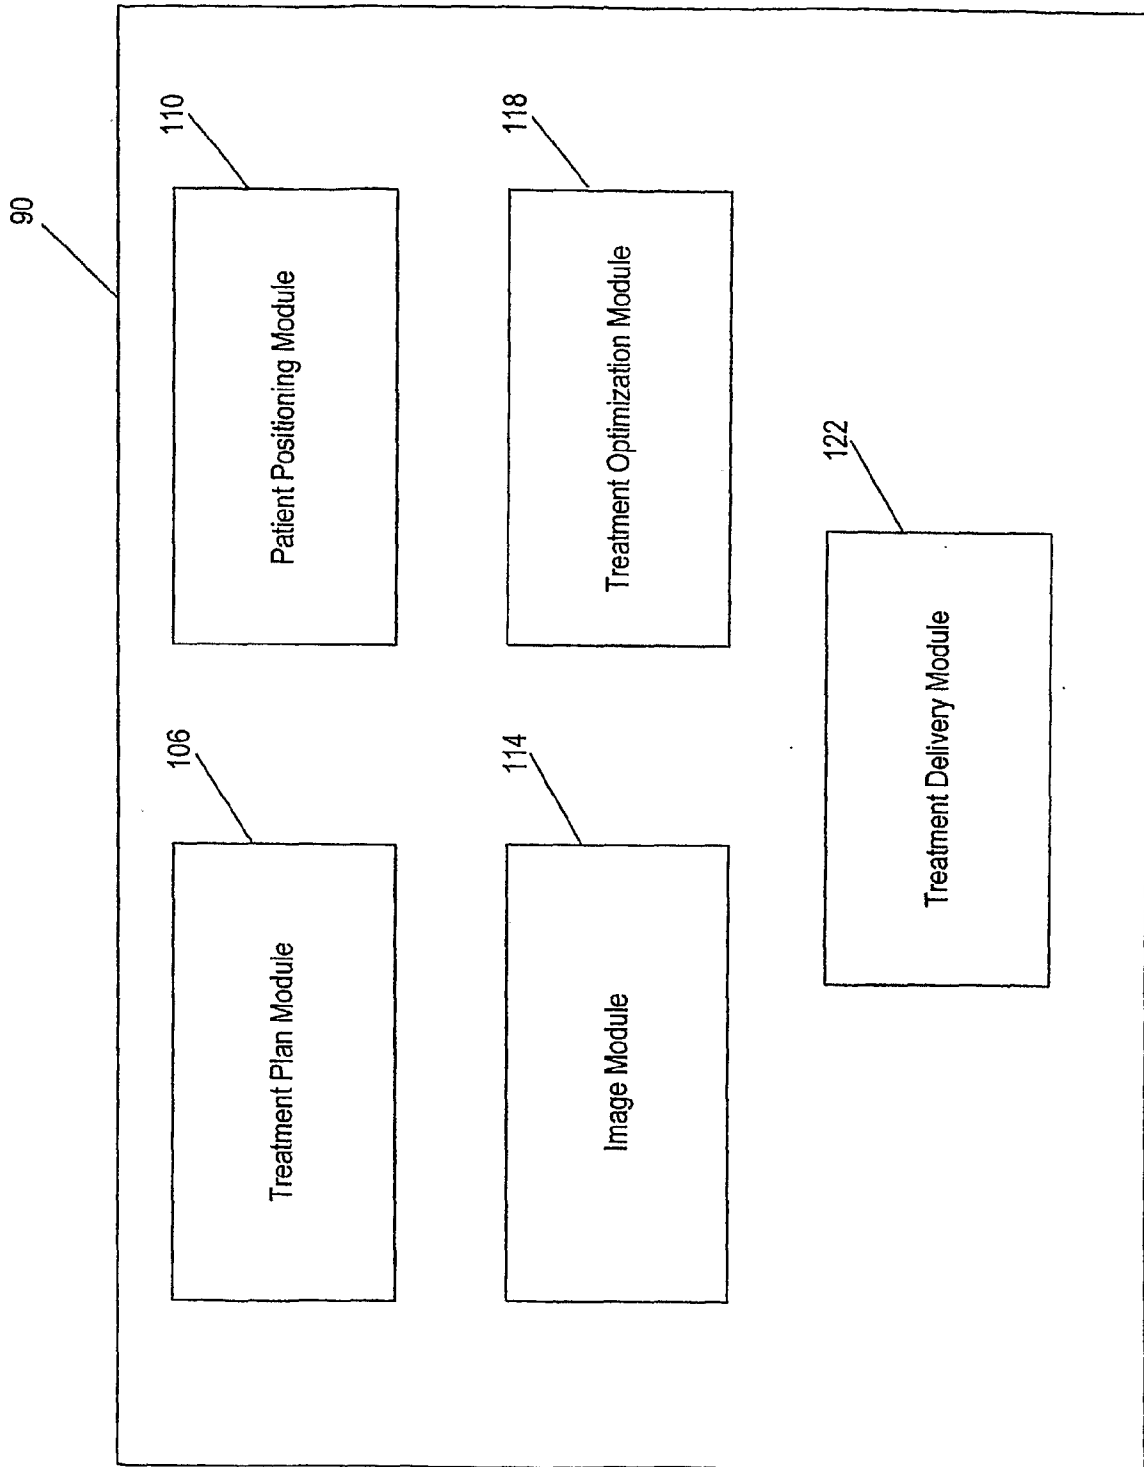 90
106
110
Treatment Plan Module
Patient Positioning Module
114
118
Image Module
Treatment Optimization Module
122
Treatment Delivery Module